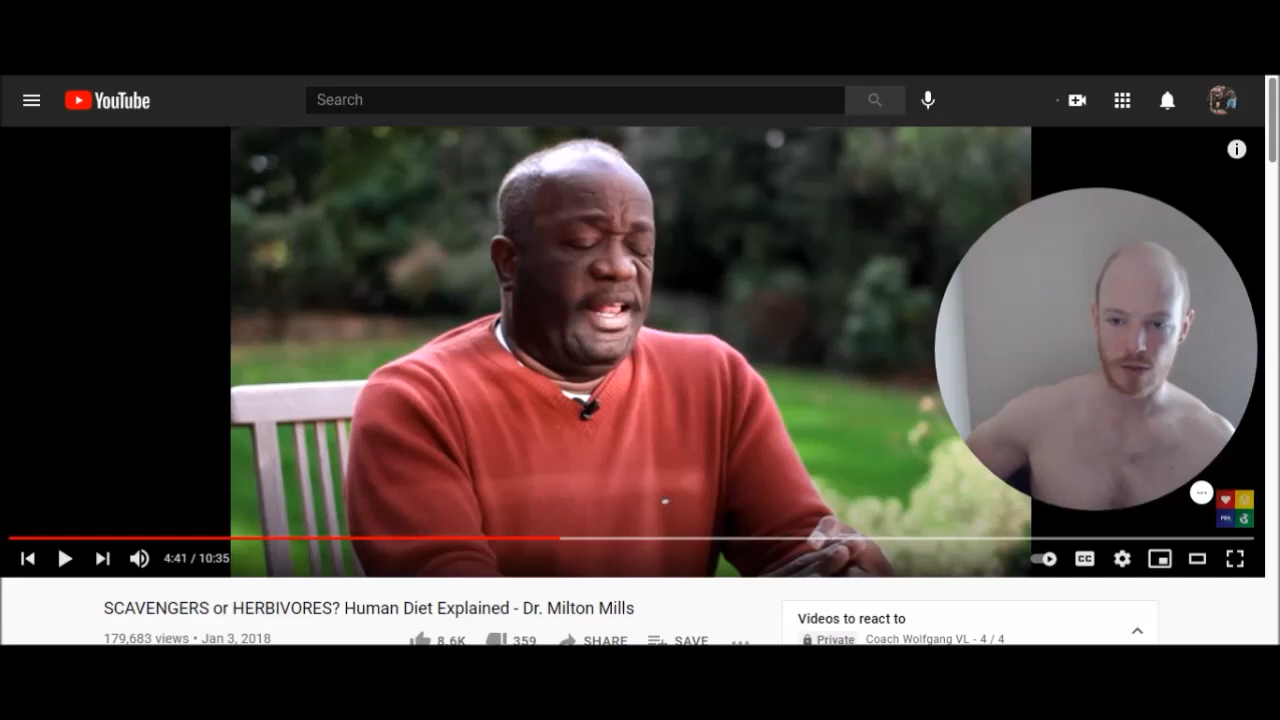 YouTube
Search
4:41 / 10:35
CC
SCAVENGERS or HERBIVORES? Human Diet Explained - Dr. Milton Mills
179,683 views • Jan 3, 2018
8.6K
359
SHARE
SAVE
Videos to react to
Private Coach Wolfgang VL - 4 / 4